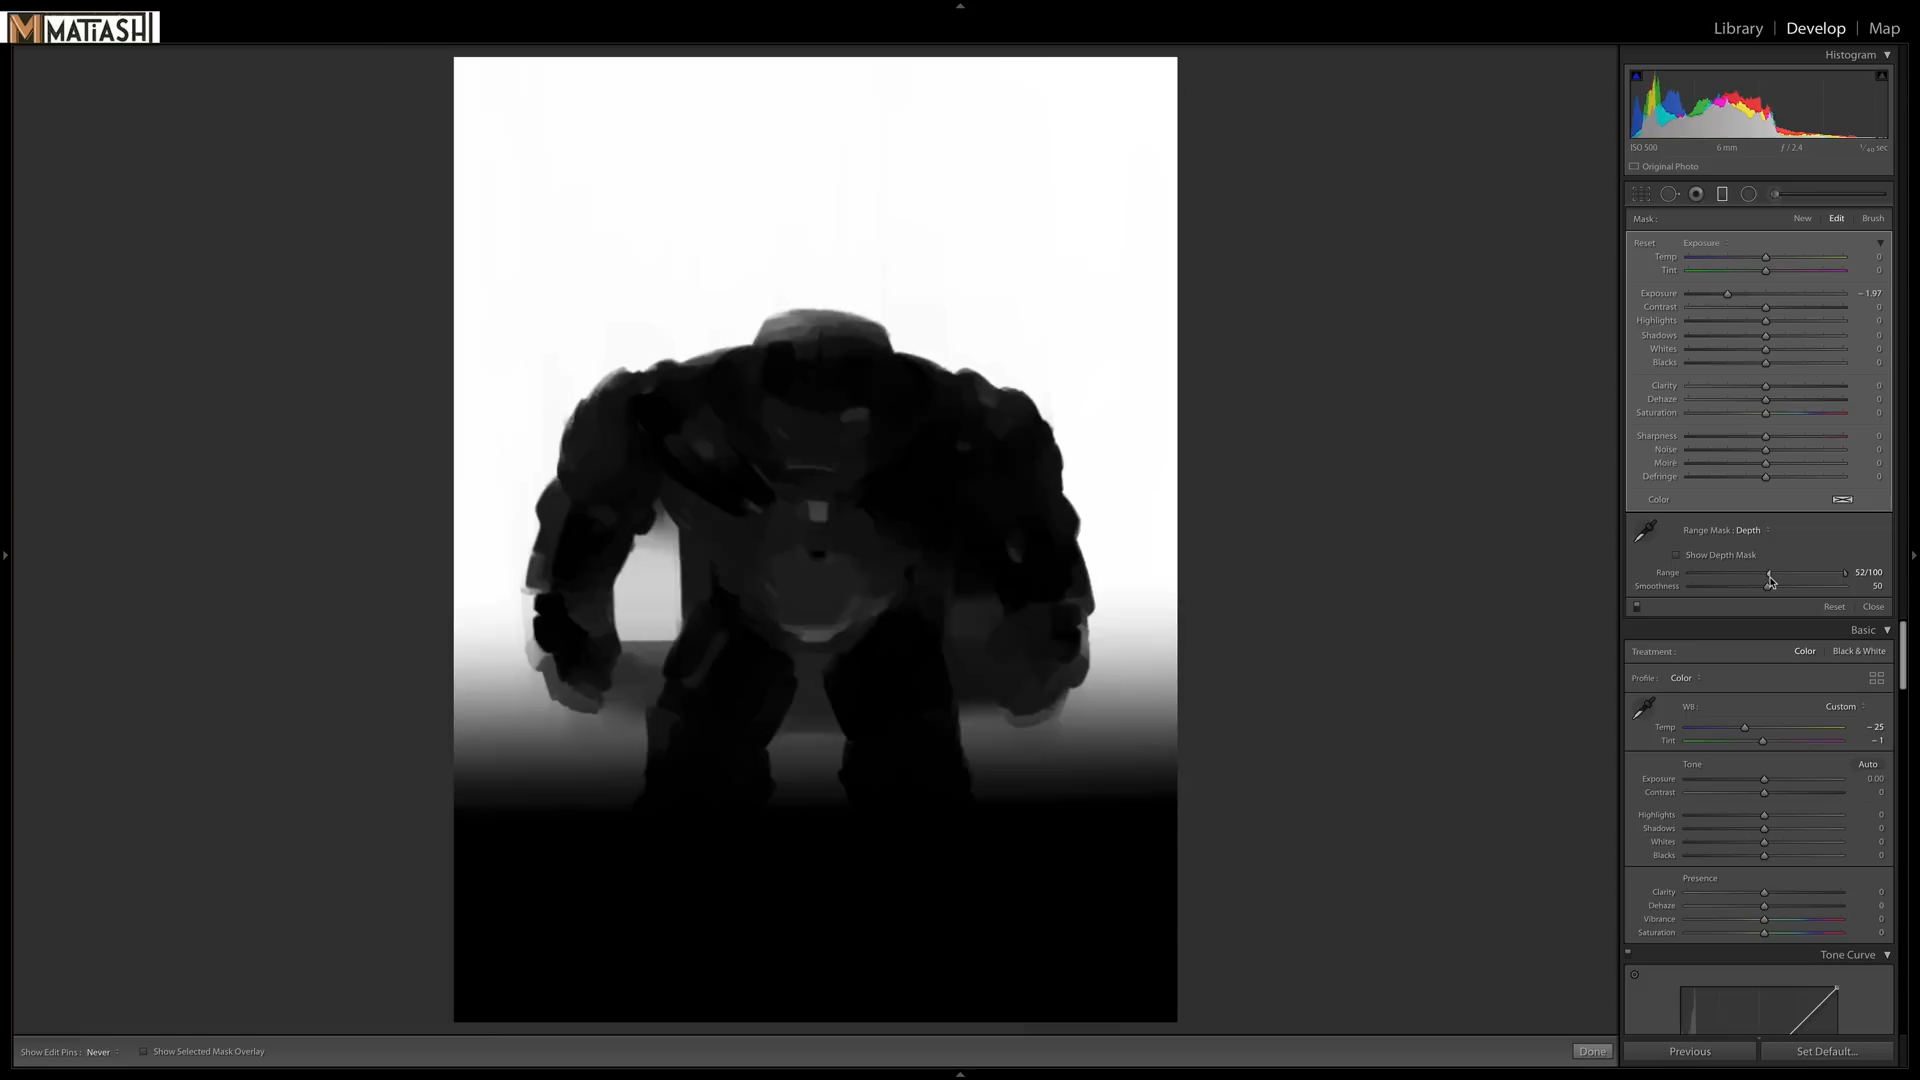 MATIASH
Library | Develop | Map
Histogram
ISO 500 6 mm ƒ / 2.4 1/40 sec
Original Photo
Mask : New Edit Brush
Reset Exposure
Temp 0
Tint 0
Exposure – 1.97
Contrast 0
Highlights 0
Shadows 0
Whites 0
Blacks 0
Clarity 0
Dehaze 0
Saturation 0
Sharpness 0
Noise 0
Moiré 0
Defringe 0
Color
Range Mask : Depth
Show Depth Mask
Range 52/100
Smoothness 50
Reset Close
Basic
Treatment : Color Black & White
Profile : Color
WB : Custom
Temp – 25
Tint – 1
Tone Auto
Exposure 0.00
Contrast 0
Highlights 0
Shadows 0
Whites 0
Blacks 0
Presence
Clarity 0
Dehaze 0
Vibrance 0
Saturation 0
Tone Curve
Show Edit Pins : Never Show Selected Mask Overlay Done Previous Set Default...